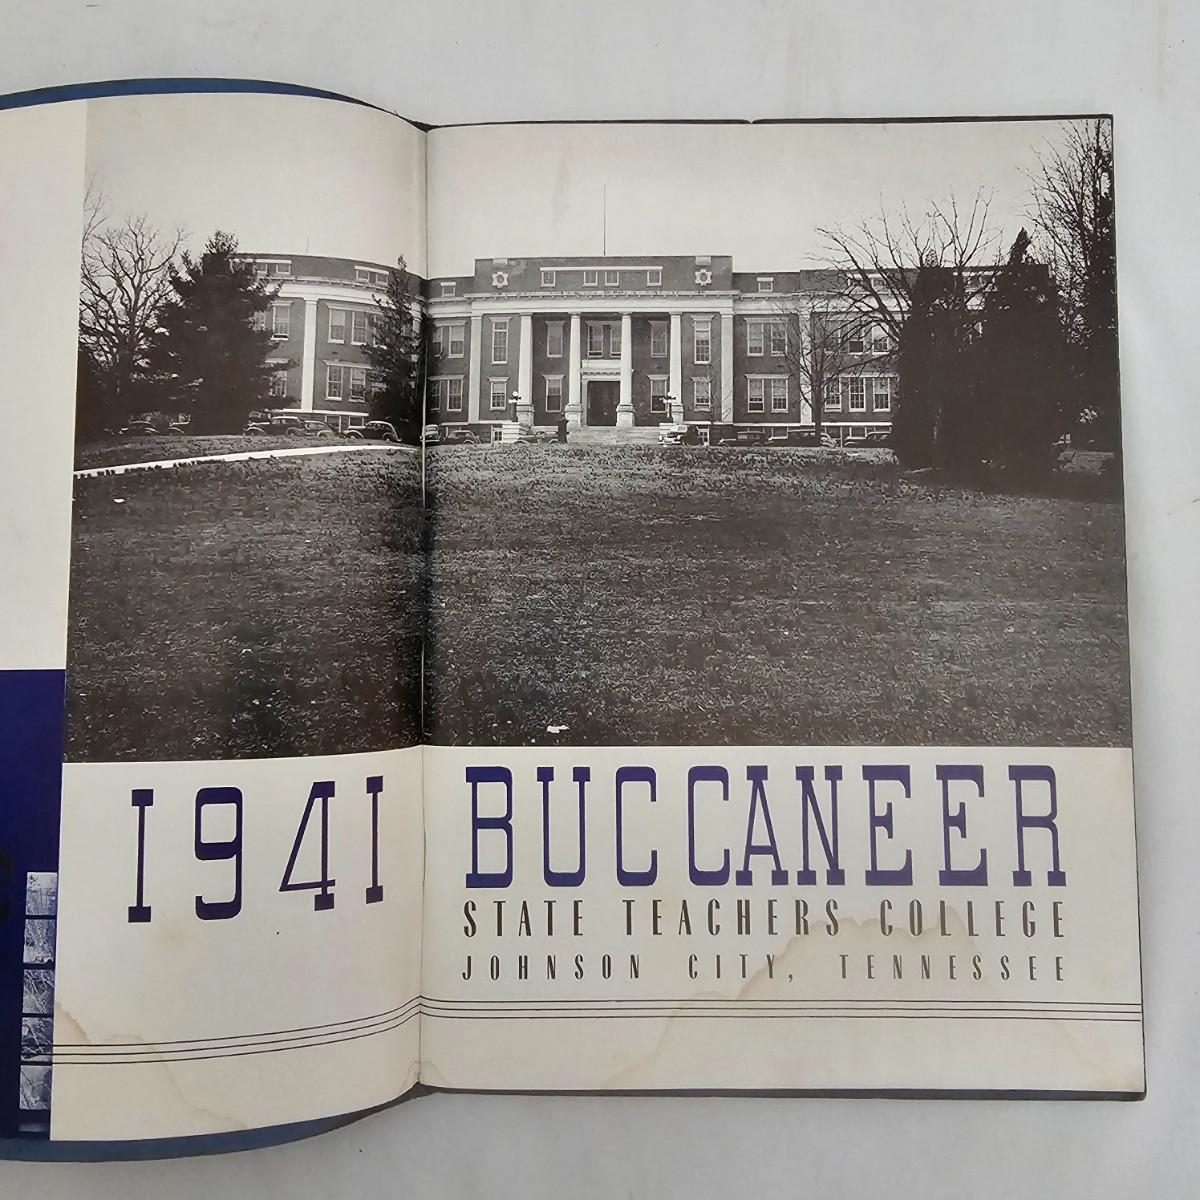 1941 BUCCANEER
STATE TEACHERS COLLEGE
JOHNSON CITY, TENNESSEE